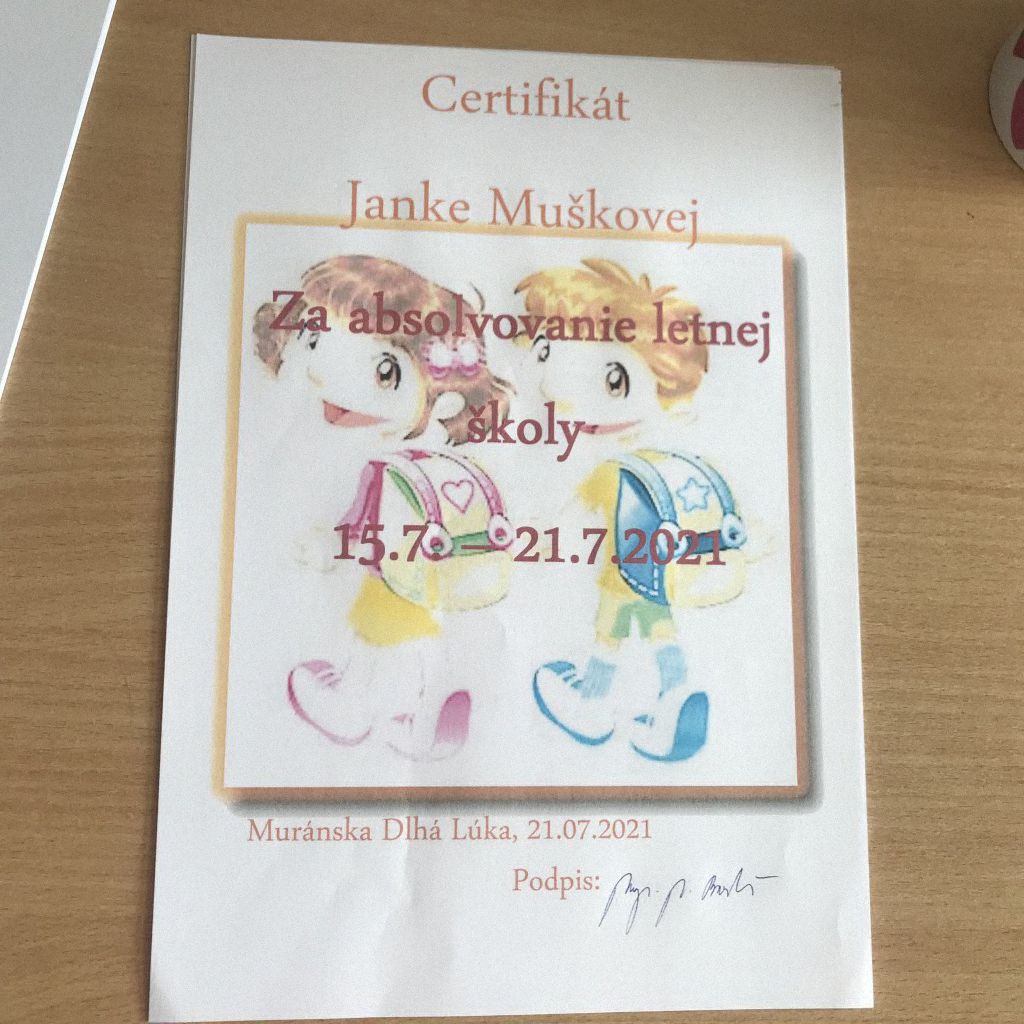 Certifikát
Janke Muškovej
Za absolvovanie letnej
školy
15.7. — 21.7.2021
Muránska Dlhá Lúka, 21.07.2021
Podpis: Mgr.